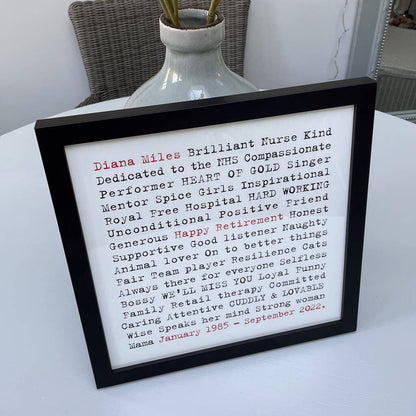 Diana Miles Brilliant Nurse Kind
Dedicated to the NHS Compassionate
Performer HEART OF GOLD Singer
Mentor Spice Girls Inspirational
Royal Free Hospital HARD WORKING
Unconditional Positive Friend
Generous Happy Retirement Honest
Supportive Good listener Naughty
Animal lover On to better things
Fair Team player Resilience Cats
Always there for everyone Selfless
Bossy WE'LL MISS YOU Loyal Funny
Family Retail therapy Committed
Caring Attentive CUDDLY & LOVABLE
Wise Speaks her mind Strong woman
Mama January 1985 – September 2022.